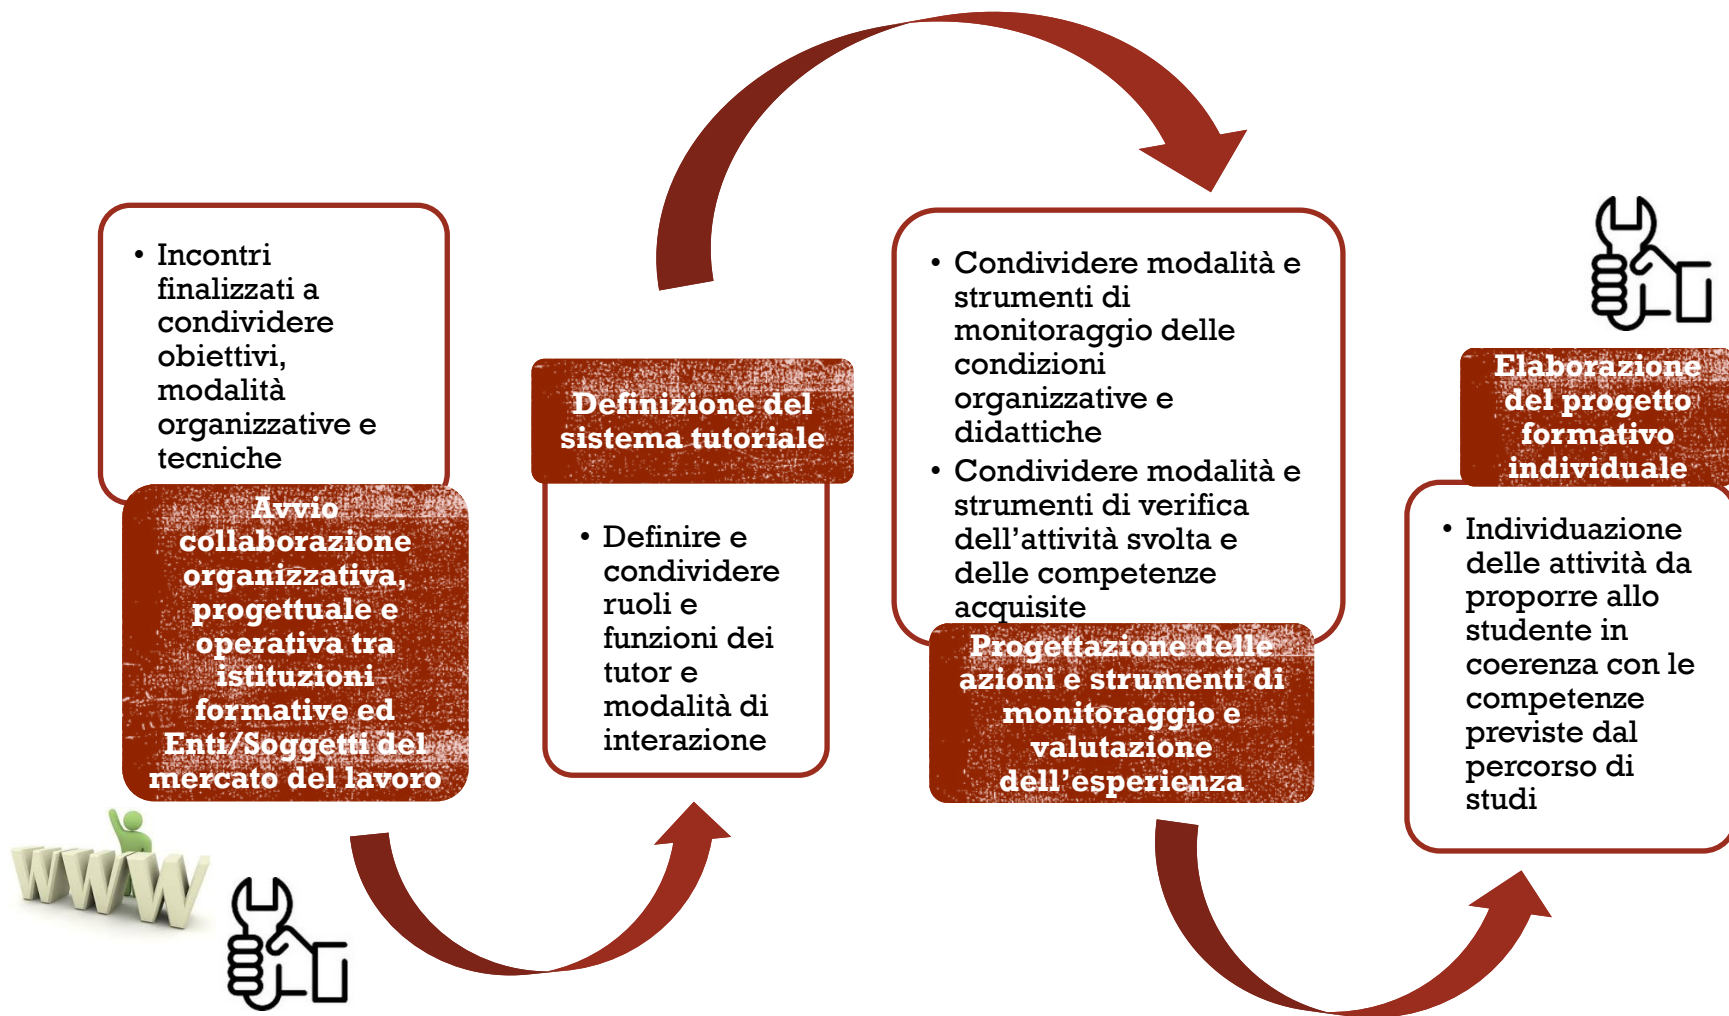 • Incontri
finalizzati a
condividere
obiettivi,
modalità
organizzative e
tecniche
Avvio
collaborazione
organizzativa,
progettuale e
operativa tra
istituzioni
formative ed
Enti/Soggetti del
mercato del lavoro
WWW
Definizione del
sistema tutoriale
• Definire e
condividere
ruoli e
funzioni dei
tutor e
modalità di
interazione
• Condividere modalità e
strumenti di
monitoraggio delle
condizioni
organizzative e
didattiche
• Condividere modalità e
strumenti di verifica
dell’attività svolta e
delle competenze
acquisite
Progettazione delle
azioni e strumenti di
monitoraggio e
valutazione
dell’esperienza
Elaborazione
del progetto
formativo
individuale
• Individuazione
delle attività da
proporre allo
studente in
coerenza con le
competenze
previste dal
percorso di
studi